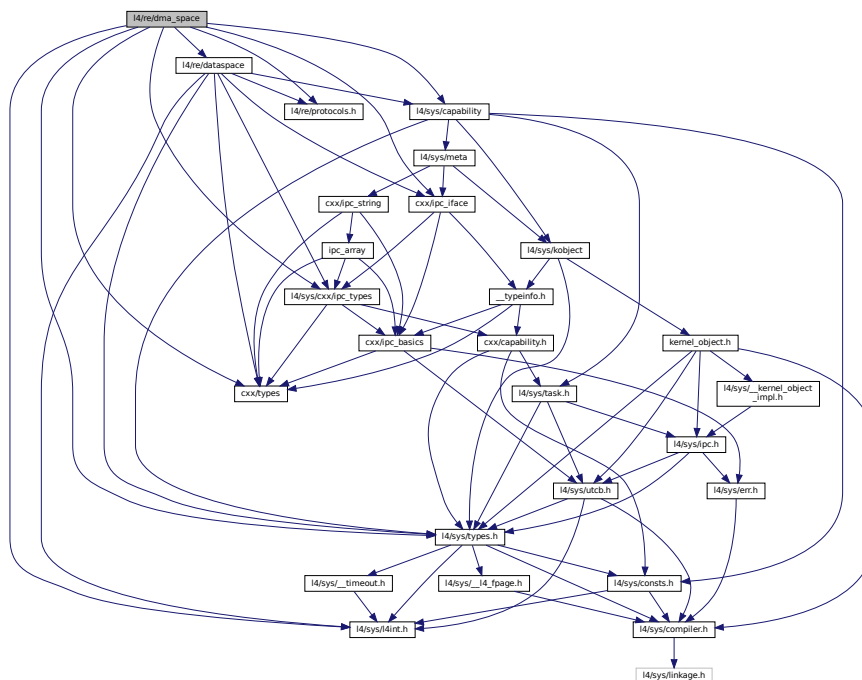 l4/re/dma_space
l4/re/dataspace
l4/re/protocols.h
l4/sys/capability
l4/sys/meta
cxx/ipc_string
cxx/ipc_iface
ipc_array
l4/sys/kobject
l4/sys/cxx/ipc_types
__typeinfo.h
cxx/ipc_basics
cxx/capability.h
kernel_object.h
cxx/types
l4/sys/task.h
l4/sys/__kernel_object
_impl.h
l4/sys/ipc.h
l4/sys/utcb.h
l4/sys/err.h
l4/sys/types.h
l4/sys/__timeout.h
l4/sys/__l4_fpage.h
l4/sys/consts.h
l4/sys/l4int.h
l4/sys/compiler.h
l4/sys/linkage.h